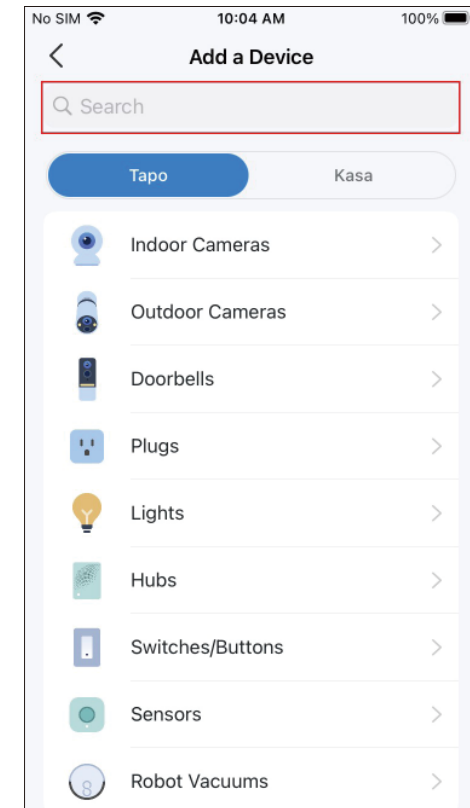 No SIM 10:04 AM 100%
Add a Device
Search
Tapo Kasa
Indoor Cameras
Outdoor Cameras
Doorbells
Plugs
Lights
Hubs
Switches/Buttons
Sensors
Robot Vacuums